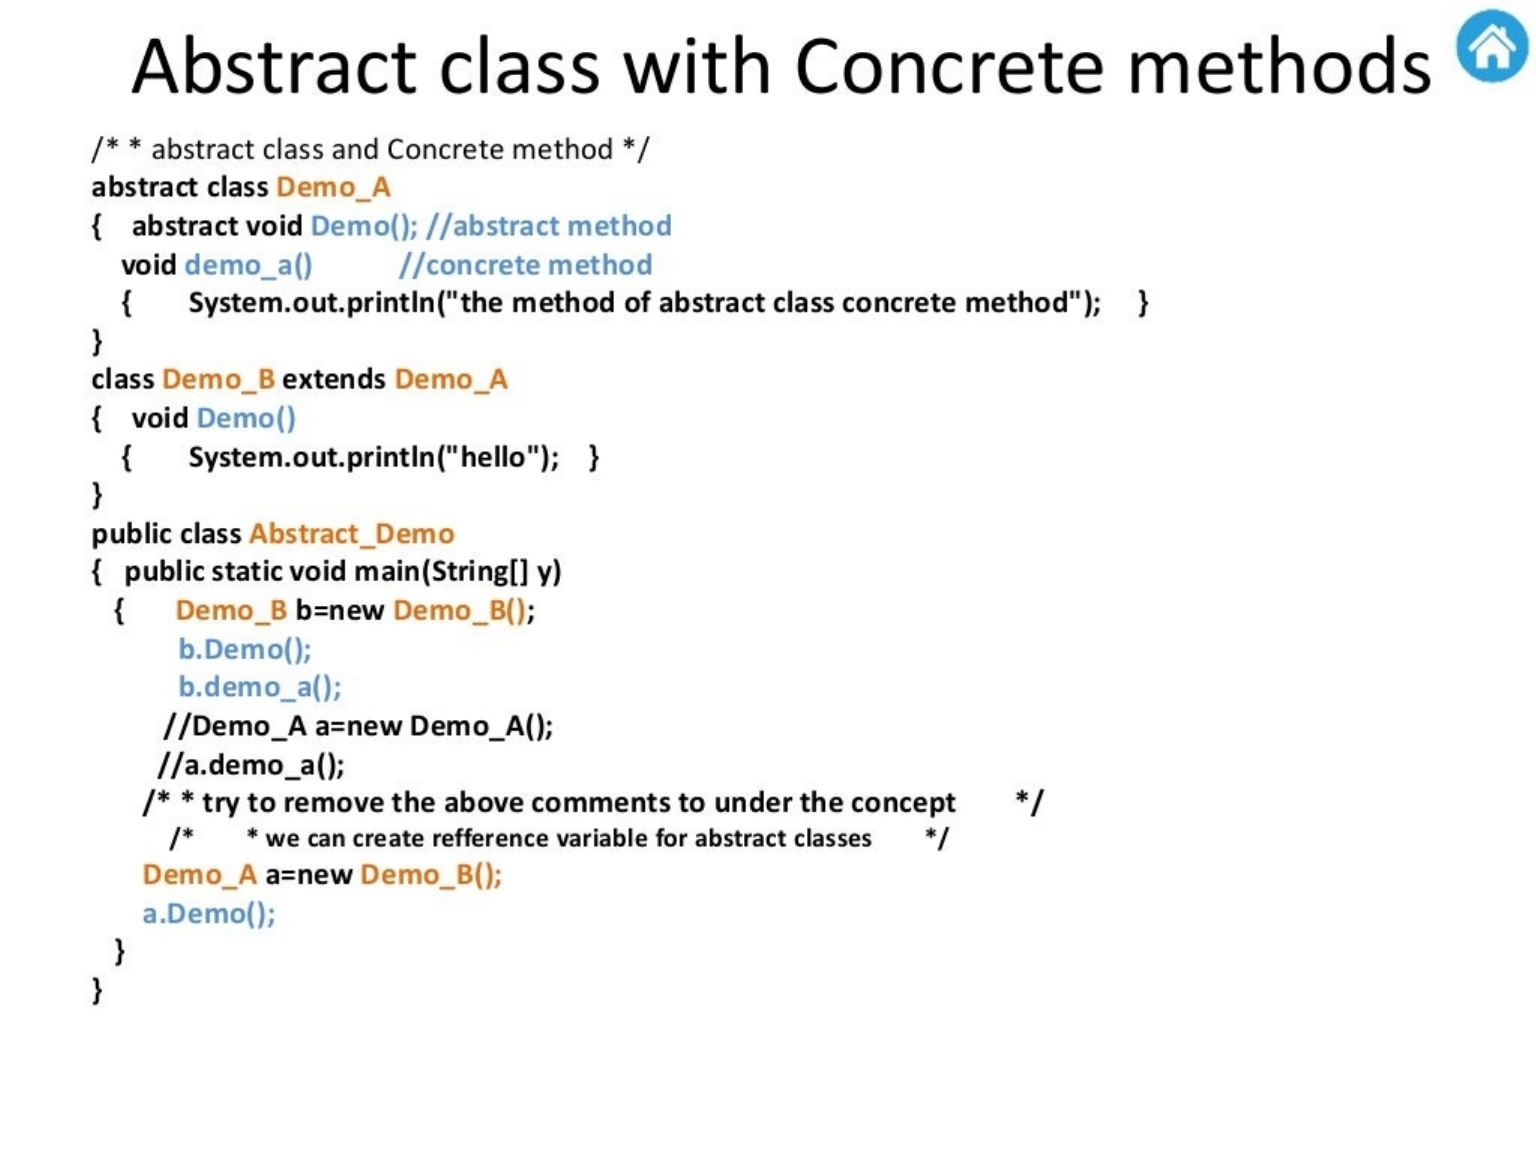 Abstract class with Concrete methods
/* * abstract class and Concrete method */
abstract class Demo_A
{ abstract void Demo(); //abstract method
void demo_a() //concrete method
{ System.out.println("the method of abstract class concrete method"); }
}
class Demo_B extends Demo_A
{ void Demo()
{ System.out.println("hello"); }
}
public class Abstract_Demo
{ public static void main(String[] y)
{ Demo_B b=new Demo_B();
b.Demo();
b.demo_a();
//Demo_A a=new Demo_A();
//a.demo_a();
/* * try to remove the above comments to under the concept */
/* * we can create refference variable for abstract classes */
Demo_A a=new Demo_B();
a.Demo();
}
}